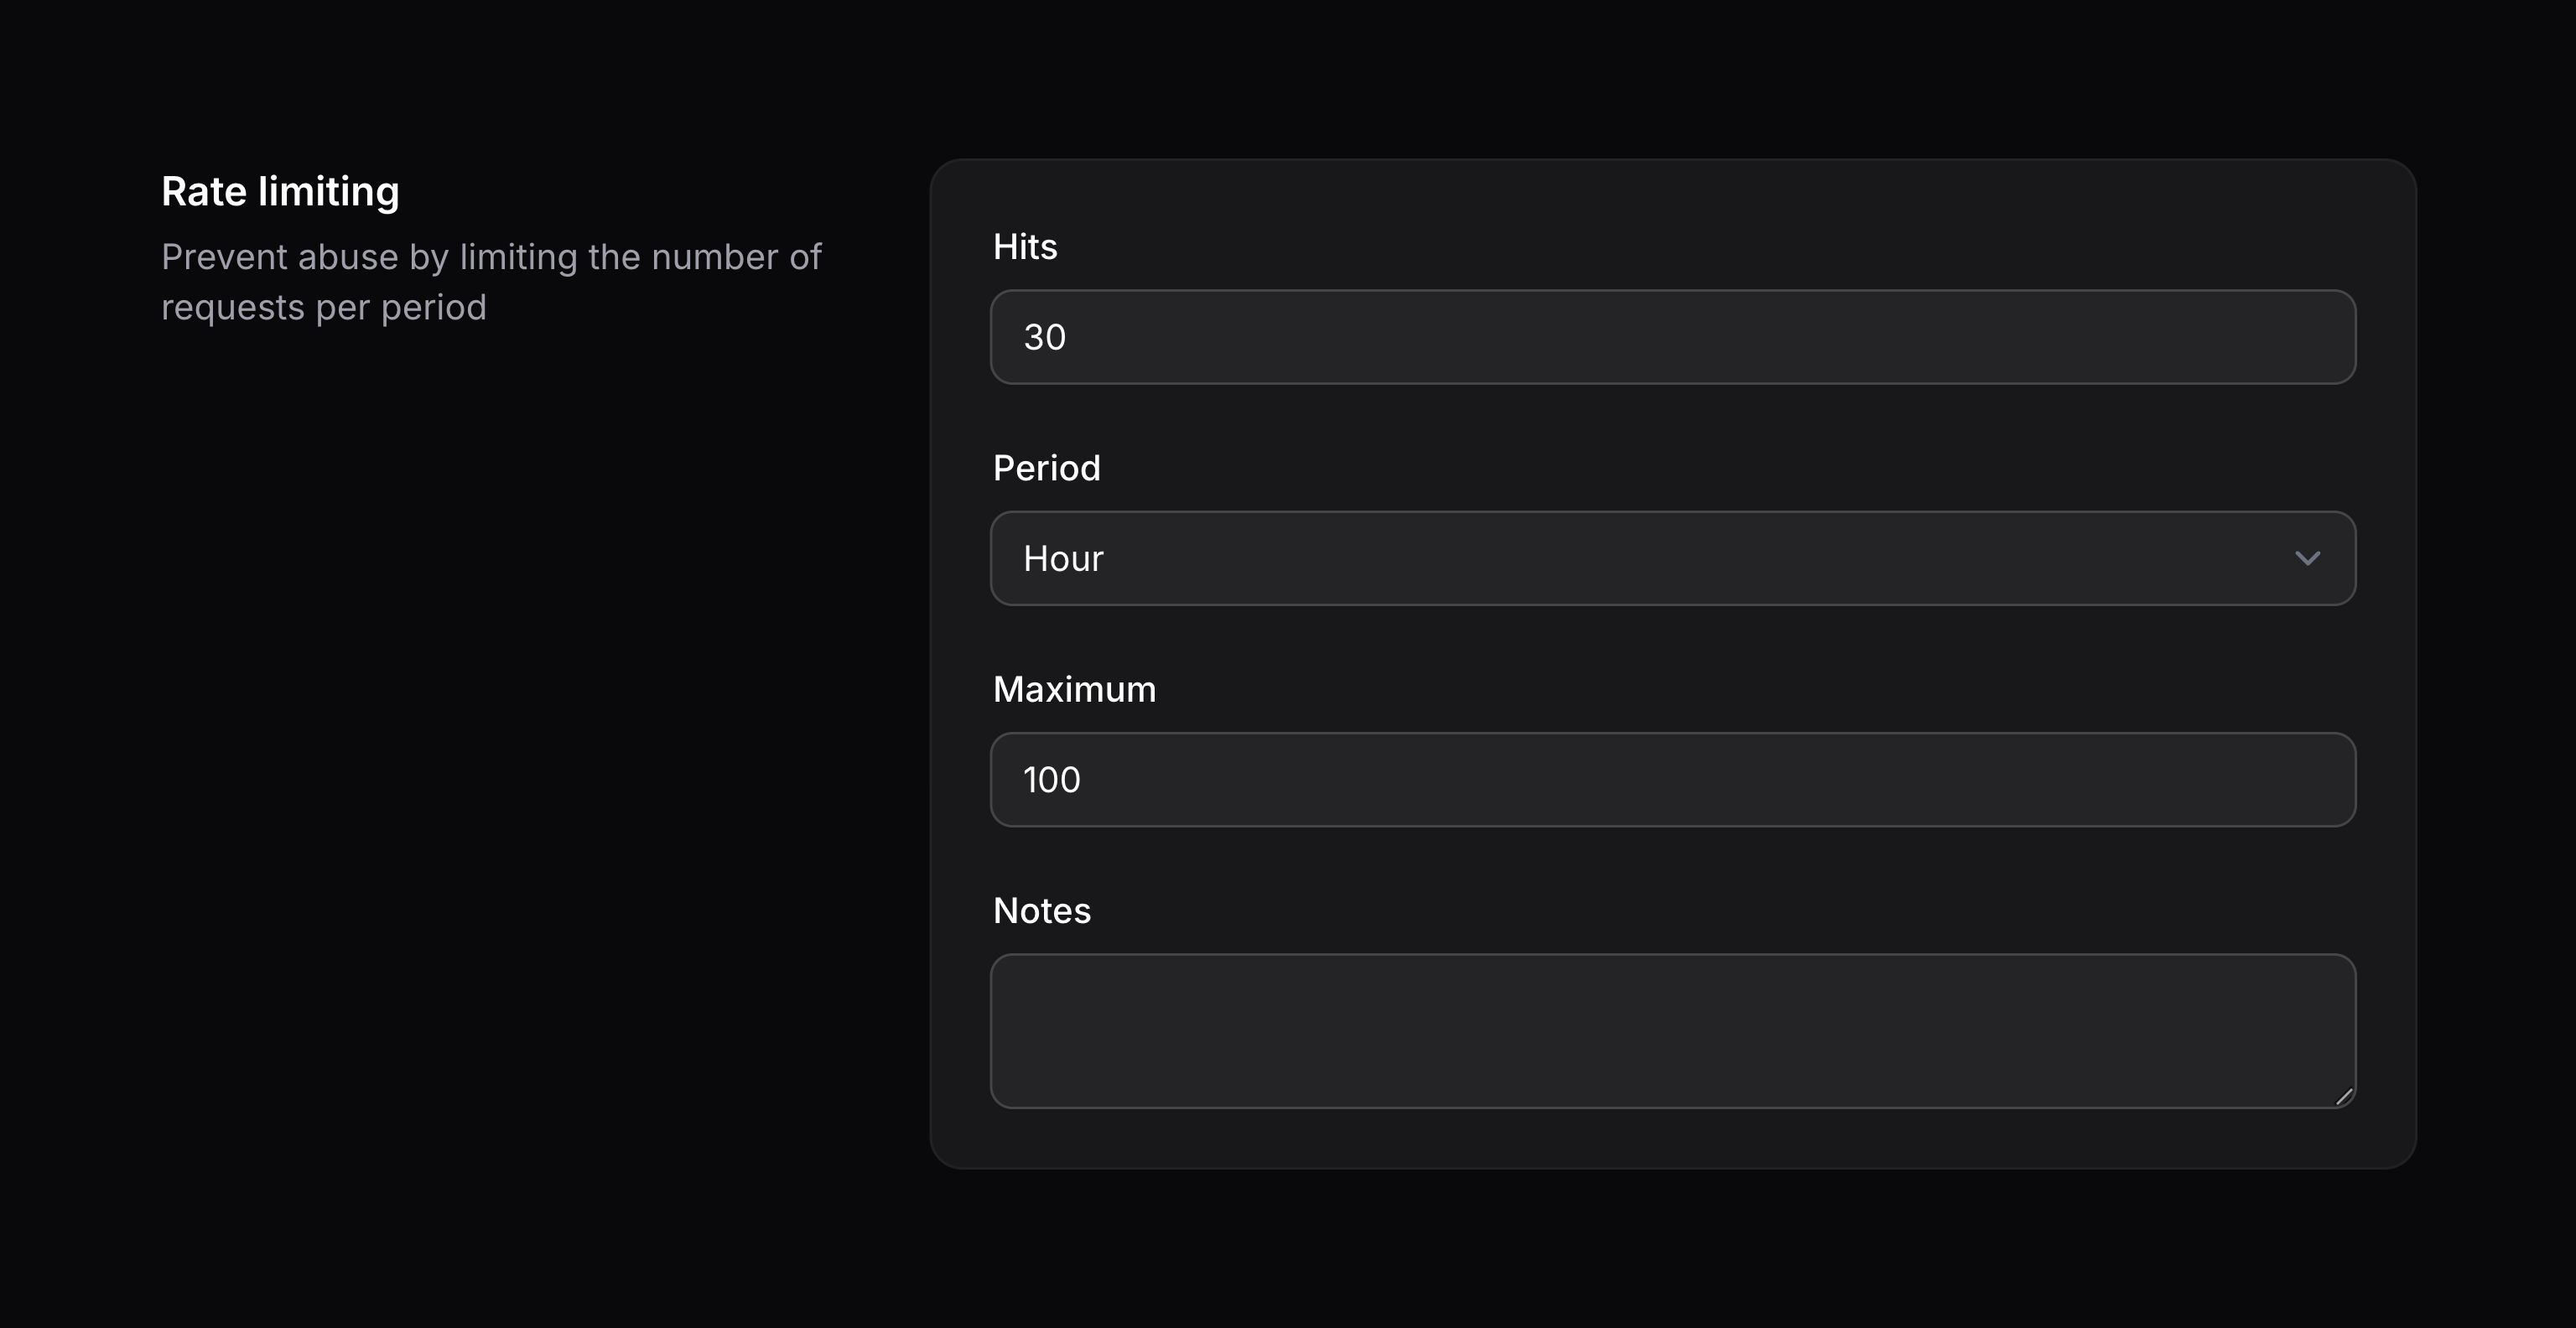 Rate limiting
Prevent abuse by limiting the number of
requests per period
Hits
30
Period
Hour
Maximum
100
Notes